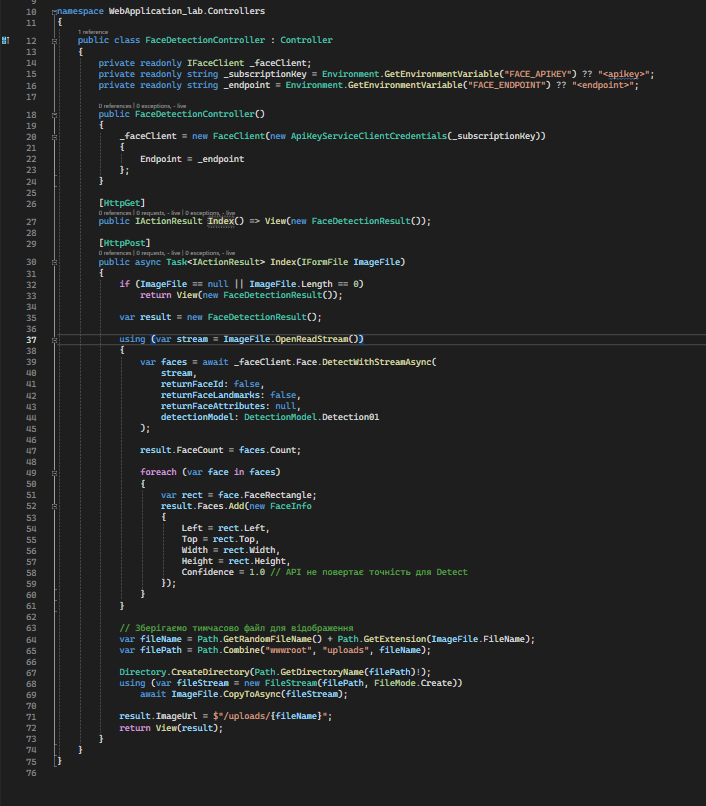 9
10 namespace WebApplication_lab.Controllers
11 {
1 reference
12 public class FaceDetectionController : Controller
13 {
14 private readonly IFaceClient _faceClient;
15 private readonly string _subscriptionKey = Environment.GetEnvironmentVariable("FACE_APIKEY") ?? "<apikey>";
16 private readonly string _endpoint = Environment.GetEnvironmentVariable("FACE_ENDPOINT") ?? "<endpoint>";
17
0 references | 0 exceptions, - live
18 public FaceDetectionController()
19 {
20 _faceClient = new FaceClient(new ApiKeyServiceClientCredentials(_subscriptionKey))
21 {
22 Endpoint = _endpoint
23 };
24 }
25
26 [HttpGet]
0 references | 0 requests, - live | 0 exceptions, - live
27 public IActionResult Index() => View(new FaceDetectionResult());
28
29 [HttpPost]
0 references | 0 requests, - live | 0 exceptions, - live
30 public async Task<IActionResult> Index(IFormFile ImageFile)
31 {
32 if (ImageFile == null || ImageFile.Length == 0)
33 return View(new FaceDetectionResult());
34
35 var result = new FaceDetectionResult();
36
37 using (var stream = ImageFile.OpenReadStream())
38 {
39 var faces = await _faceClient.Face.DetectWithStreamAsync(
40 stream,
41 returnFaceId: false,
42 returnFaceLandmarks: false,
43 returnFaceAttributes: null,
44 detectionModel: DetectionModel.Detection01
45 );
46
47 result.FaceCount = faces.Count;
48
49 foreach (var face in faces)
50 {
51 var rect = face.FaceRectangle;
52 result.Faces.Add(new FaceInfo
53 {
54 Left = rect.Left,
55 Top = rect.Top,
56 Width = rect.Width,
57 Height = rect.Height,
58 Confidence = 1.0 // API не повертає точність для Detect
59 });
60 }
61 }
62
63 // Зберігаємо тимчасово файл для відображення
64 var fileName = Path.GetRandomFileName() + Path.GetExtension(ImageFile.FileName);
65 var filePath = Path.Combine("wwwroot", "uploads", fileName);
66
67 Directory.CreateDirectory(Path.GetDirectoryName(filePath)!);
68 using (var fileStream = new FileStream(filePath, FileMode.Create))
69 await ImageFile.CopyToAsync(fileStream);
70
71 result.ImageUrl = $"/uploads/{fileName}";
72 return View(result);
73 }
74 }
75 }
76